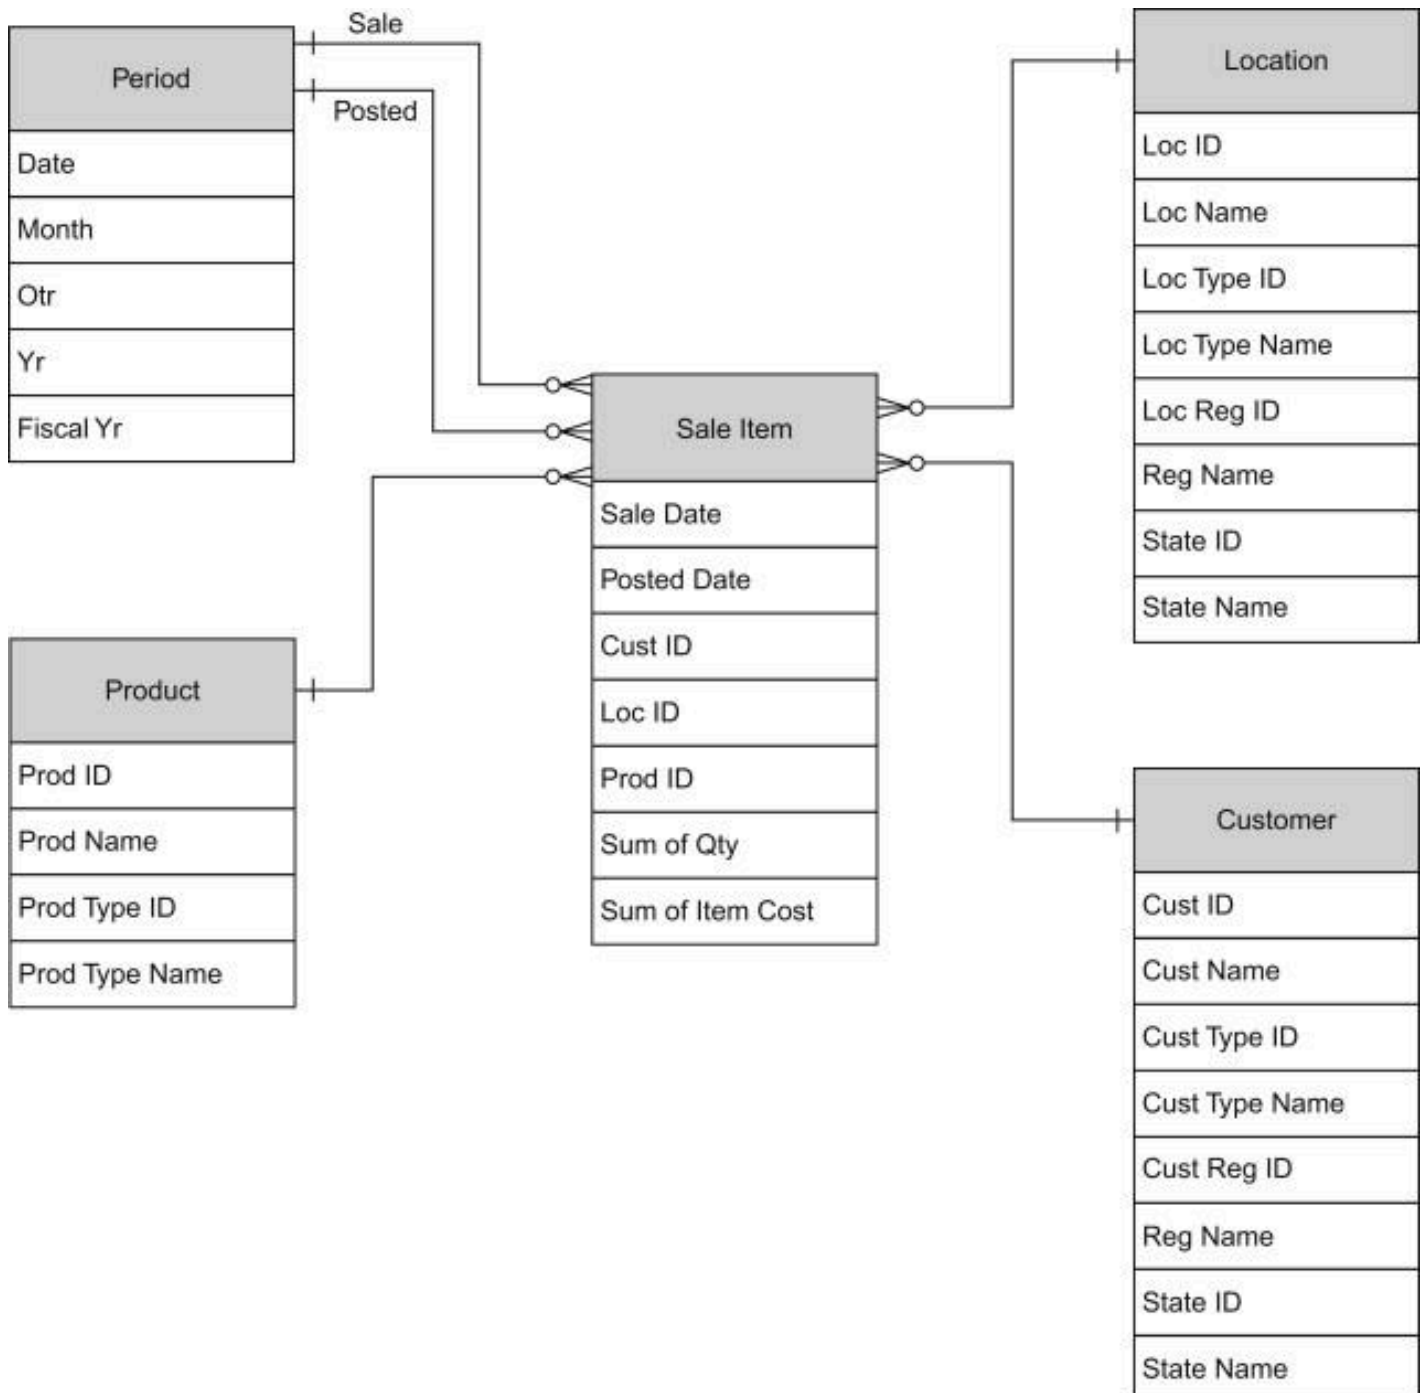 Sale
Posted
Period
Date
Month
Otr
Yr
Fiscal Yr
Product
Prod ID
Prod Name
Prod Type ID
Prod Type Name
Sale Item
Sale Date
Posted Date
Cust ID
Loc ID
Prod ID
Sum of Qty
Sum of Item Cost
Location
Loc ID
Loc Name
Loc Type ID
Loc Type Name
Loc Reg ID
Reg Name
State ID
State Name
Customer
Cust ID
Cust Name
Cust Type ID
Cust Type Name
Cust Reg ID
Reg Name
State ID
State Name